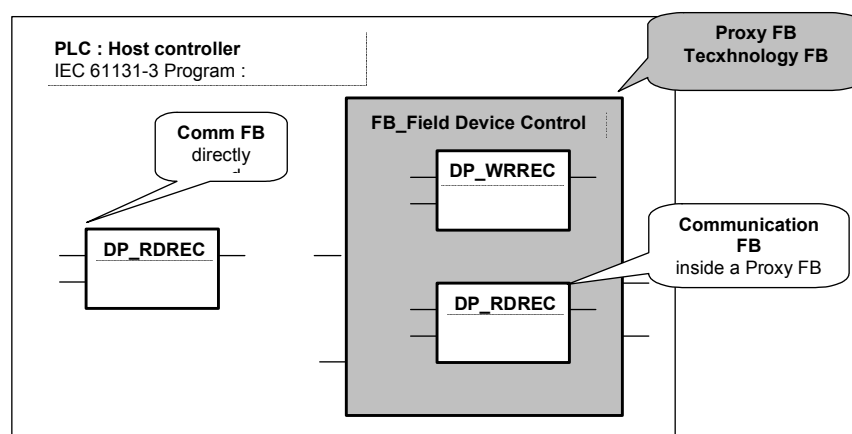 PLC : Host controller
IEC 61131-3 Program :
Proxy FB
Tecxhnology FB
Comm FB
directly
FB_Field Device Control
DP_WRREC
DP_RDREC
Communication
FB
inside a Proxy FB
DP_RDREC